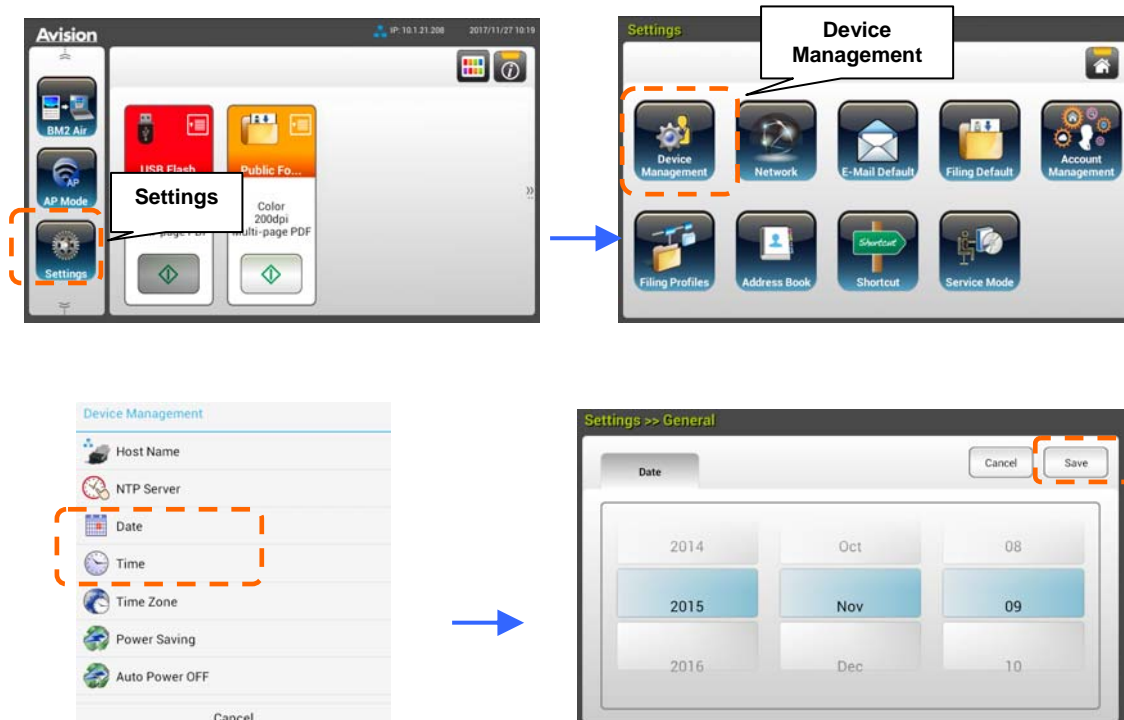 Avision
IP: 10.1.21.208 2017/11/27 10:19
BM2 Air
AP Mode
Settings
USB Flash
Public Fo...
Settings
Color
200dpi
Multi-page PDF
Settings
Device
Management
Device
Management
Network
E-Mail Default
Filing Default
Account
Management
Filing Profiles
Address Book
Shortcut
Shortcut
Service Mode
Device Management
Host Name
NTP Server
Date
Time
Time Zone
Power Saving
Auto Power OFF
Cancel
Settings >> General
Date
Cancel
Save
2014 Oct 08
2015 Nov 09
2016 Dec 10